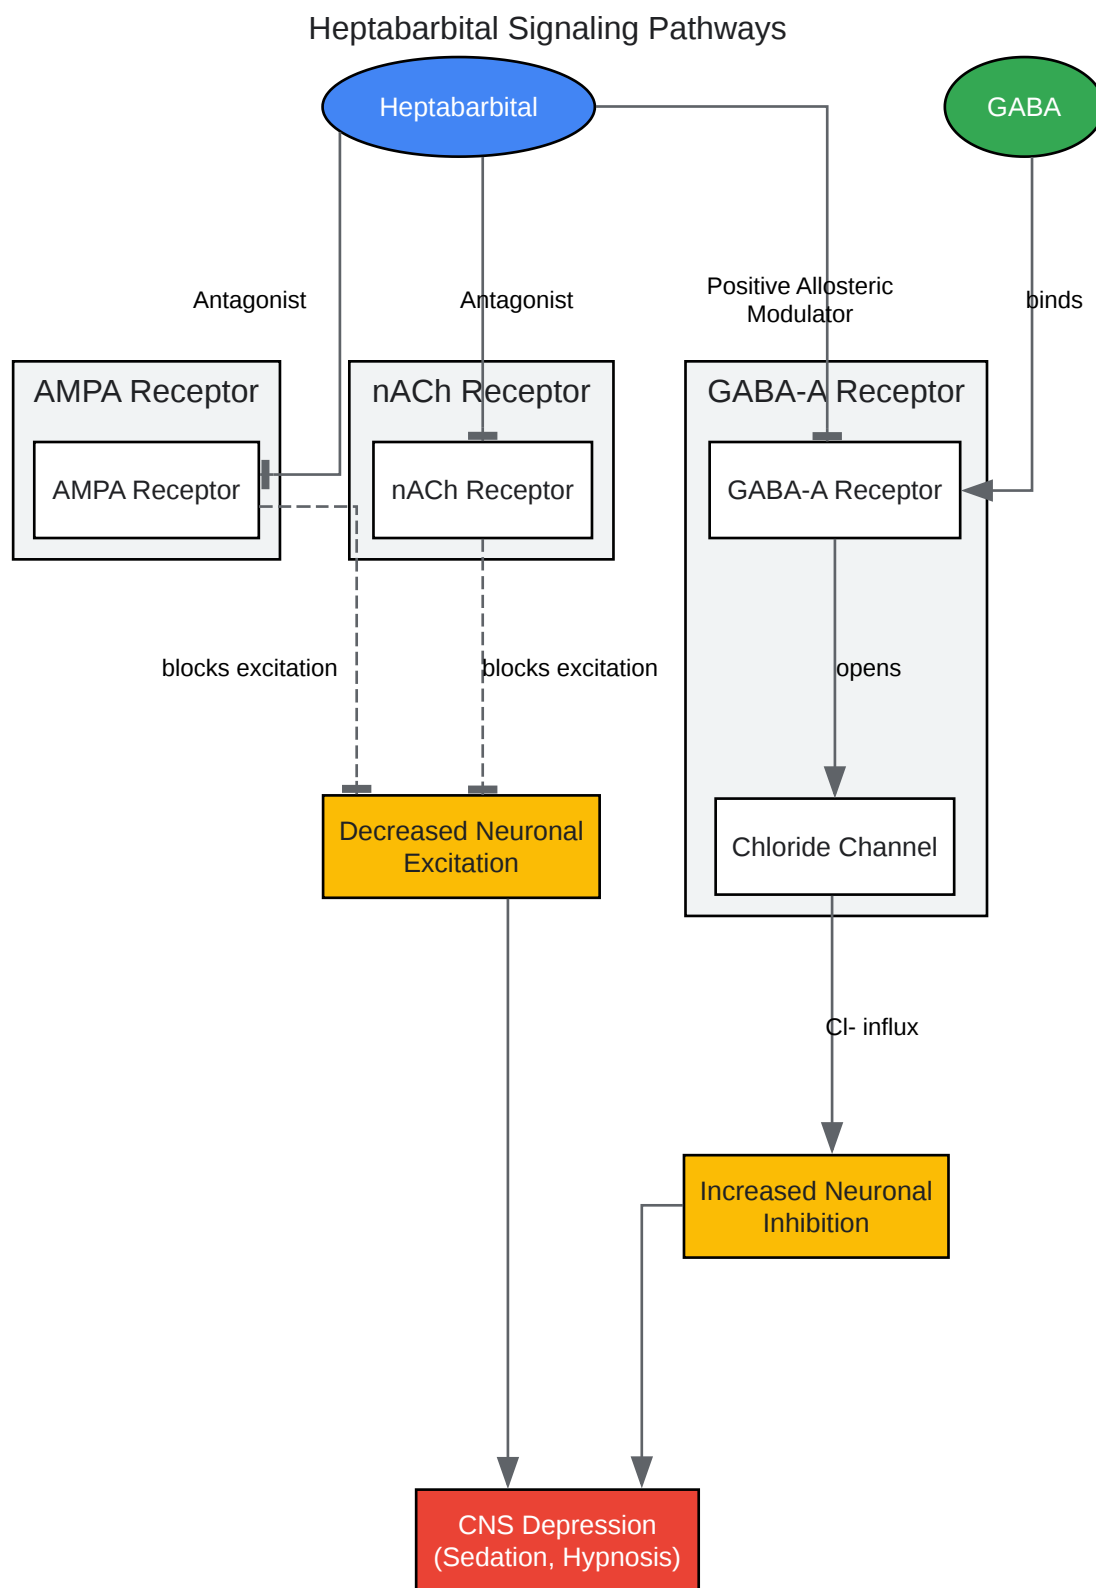 Heptabarbital Signaling Pathways
Heptabarbital
GABA
Antagonist
Antagonist
Positive Allosteric
Modulator
binds
AMPA Receptor
nACh Receptor
GABA-A Receptor
AMPA Receptor
nACh Receptor
GABA-A Receptor
blocks excitation
blocks excitation
opens
Decreased Neuronal
Excitation
Chloride Channel
Cl- influx
Increased Neuronal
Inhibition
CNS Depression
(Sedation, Hypnosis)